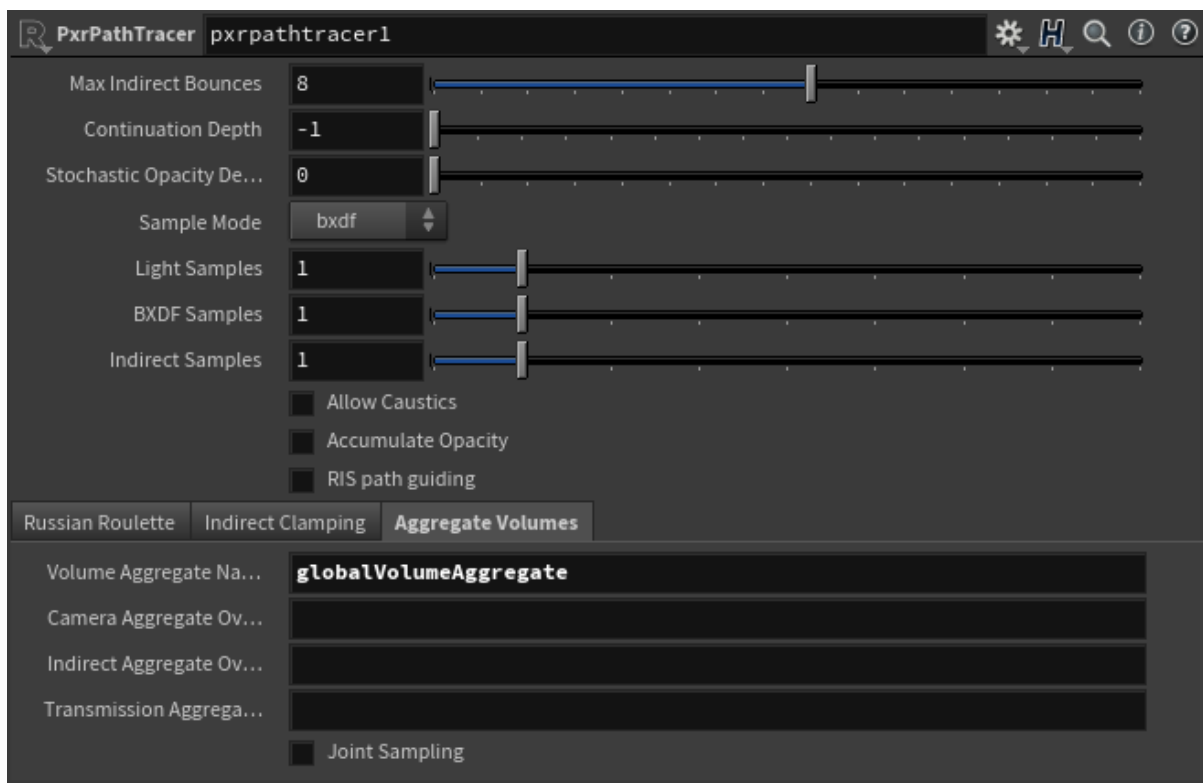 PxrPathTracer pxrpathtracer1
Max Indirect Bounces 8
Continuation Depth -1
Stochastic Opacity De... 0
Sample Mode bxdf
Light Samples 1
BXDF Samples 1
Indirect Samples 1
Allow Caustics
Accumulate Opacity
RIS path guiding
Russian Roulette Indirect Clamping Aggregate Volumes
Volume Aggregate Na... globalVolumeAggregate
Camera Aggregate Ov...
Indirect Aggregate Ov...
Transmission Aggrega...
Joint Sampling